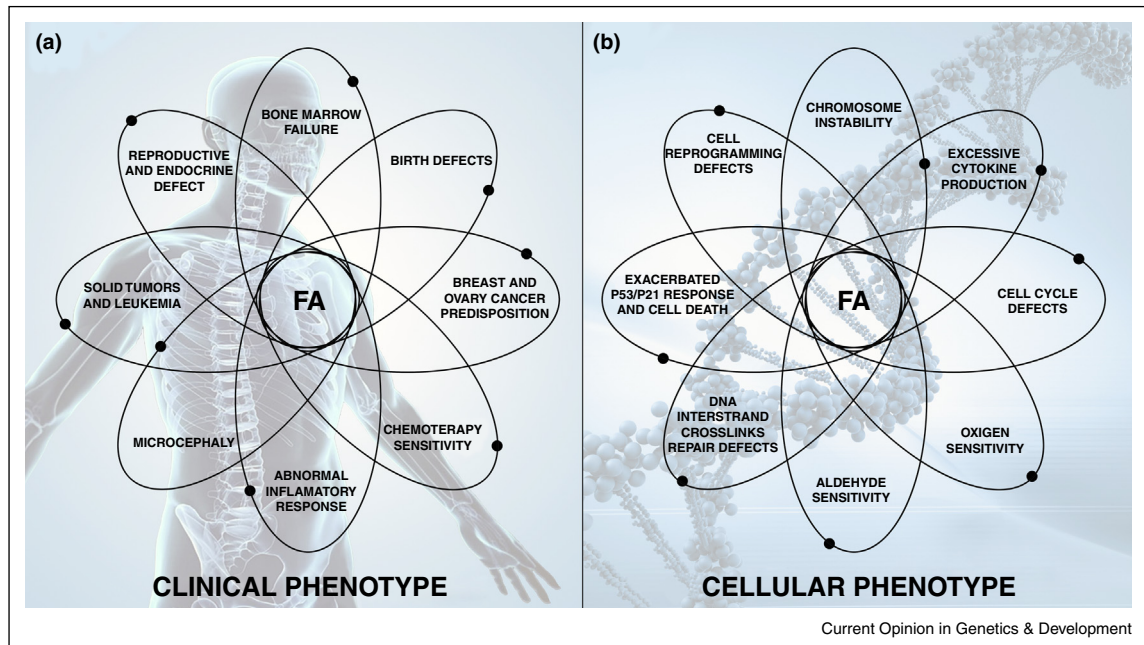 (a)
BONE MARROW
FAILURE
BIRTH DEFECTS
BREAST AND
OVARY CANCER
PREDISPOSITION
CHEMOTERAPY
SENSITIVITY
ABNORMAL
INFLAMATORY
RESPONSE
MICROCEPHALY
SOLID TUMORS
AND LEUKEMIA
REPRODUCTIVE
AND ENDOCRINE
DEFECT
FA
CLINICAL PHENOTYPE
(b)
CHROMOSOME
INSTABILITY
EXCESSIVE
CYTOKINE
PRODUCTION
CELL CYCLE
DEFECTS
OXIGEN
SENSITIVITY
ALDEHYDE
SENSITIVITY
DNA
INTERSTRAND
CROSSLINKS
REPAIR DEFECTS
EXACERBATED
P53/P21 RESPONSE
AND CELL DEATH
CELL
REPROGRAMMING
DEFECTS
FA
CELLULAR PHENOTYPE
Current Opinion in Genetics & Development